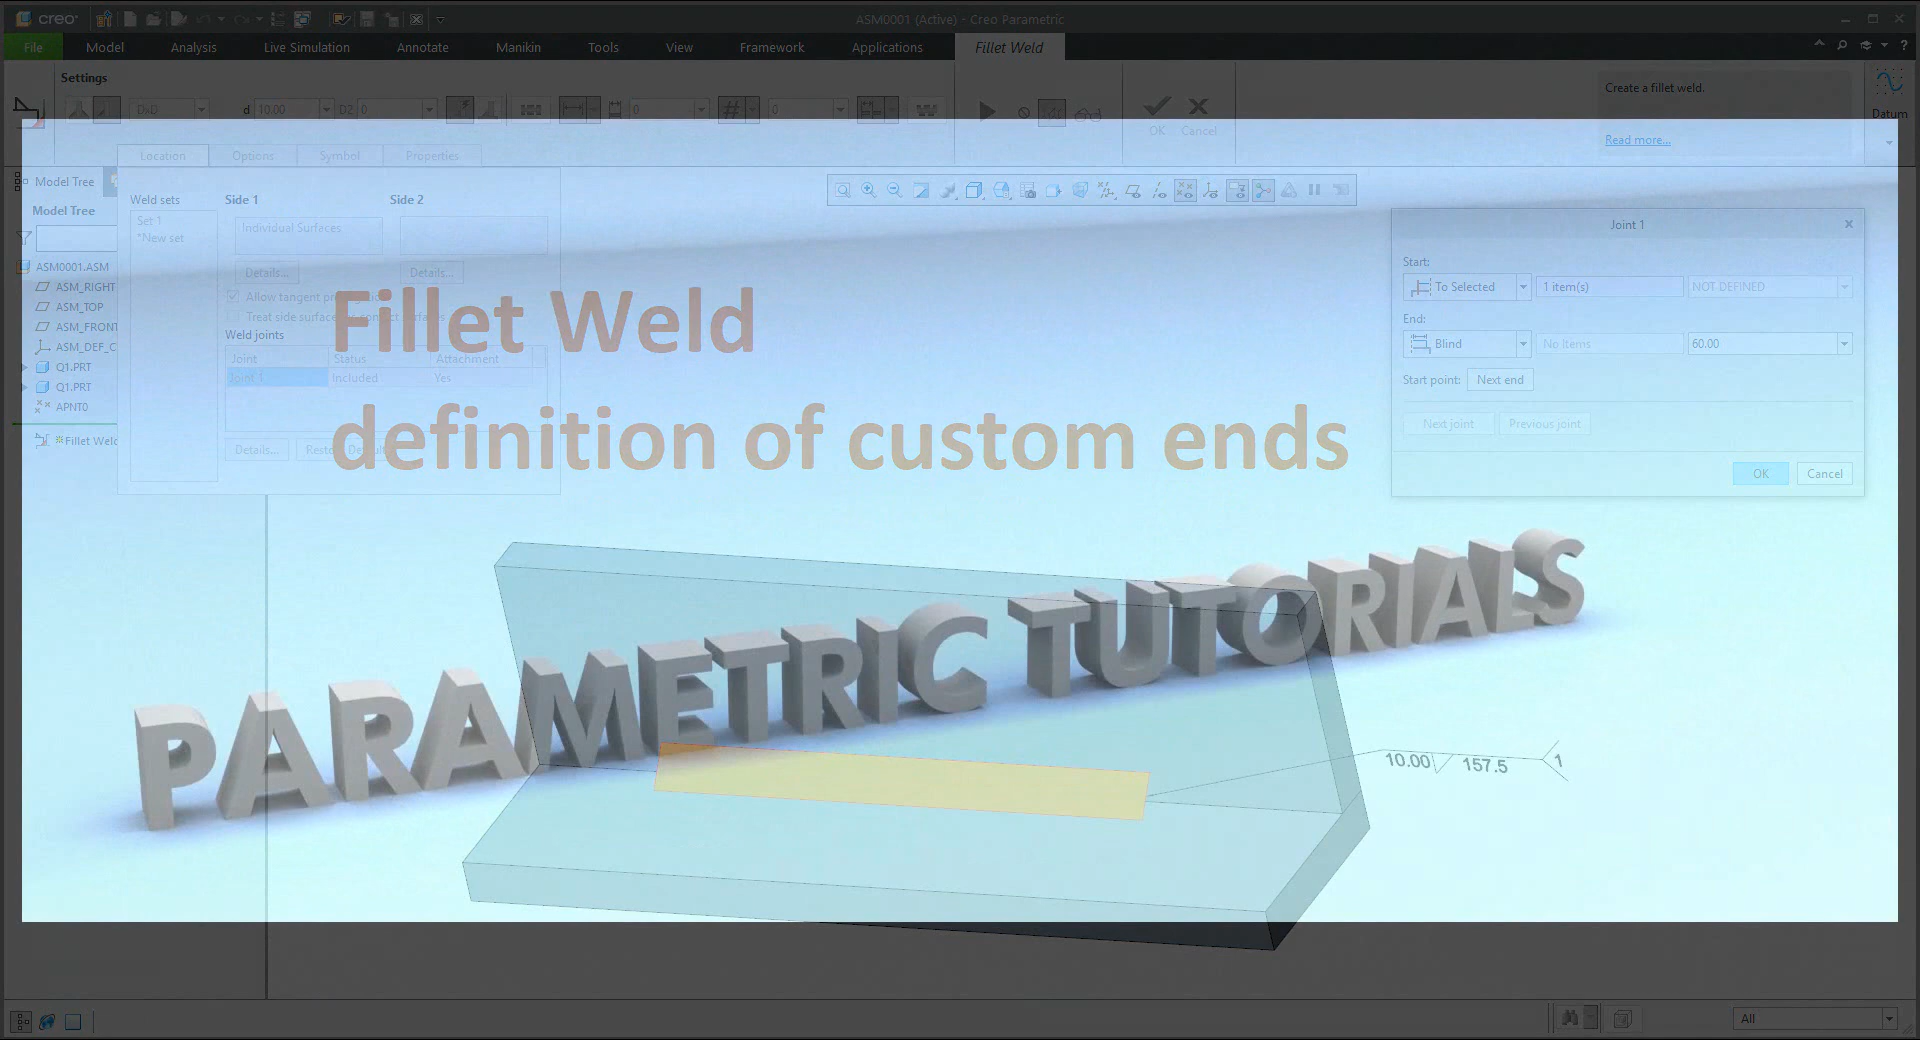 creo
ASM0001 (Active) - Creo Parametric
File Model Analysis Live Simulation Annotate Manikin Tools View Framework Applications Fillet Weld
Settings
DxD d 10.00 D2 0 0 # 0
OK Cancel
Create a fillet weld.
Read more...
Datum
Location Options Symbol Properties
Model Tree
Model Tree
ASM0001.ASM
ASM_RIGHT
ASM_TOP
ASM_FRONT
ASM_DEF_C
Q1.PRT
Q1.PRT
APNT0
Fillet Weld
Weld sets
Set 1
*New set
Side 1 Side 2
Individual Surfaces
Details... Details...
Allow tangent
Treat side surface
Weld joints
Joint Status Attachment
Joint 1 Included Yes
Details...
Fillet Weld
definition of custom ends
Joint 1
Start:
To Selected 1 item(s) NOT DEFINED
End:
Blind No Items 60.00
Start point: Next end
Next joint Previous joint
OK Cancel
PARAMETRIC TUTORIALS
10.00 157.5 1
All